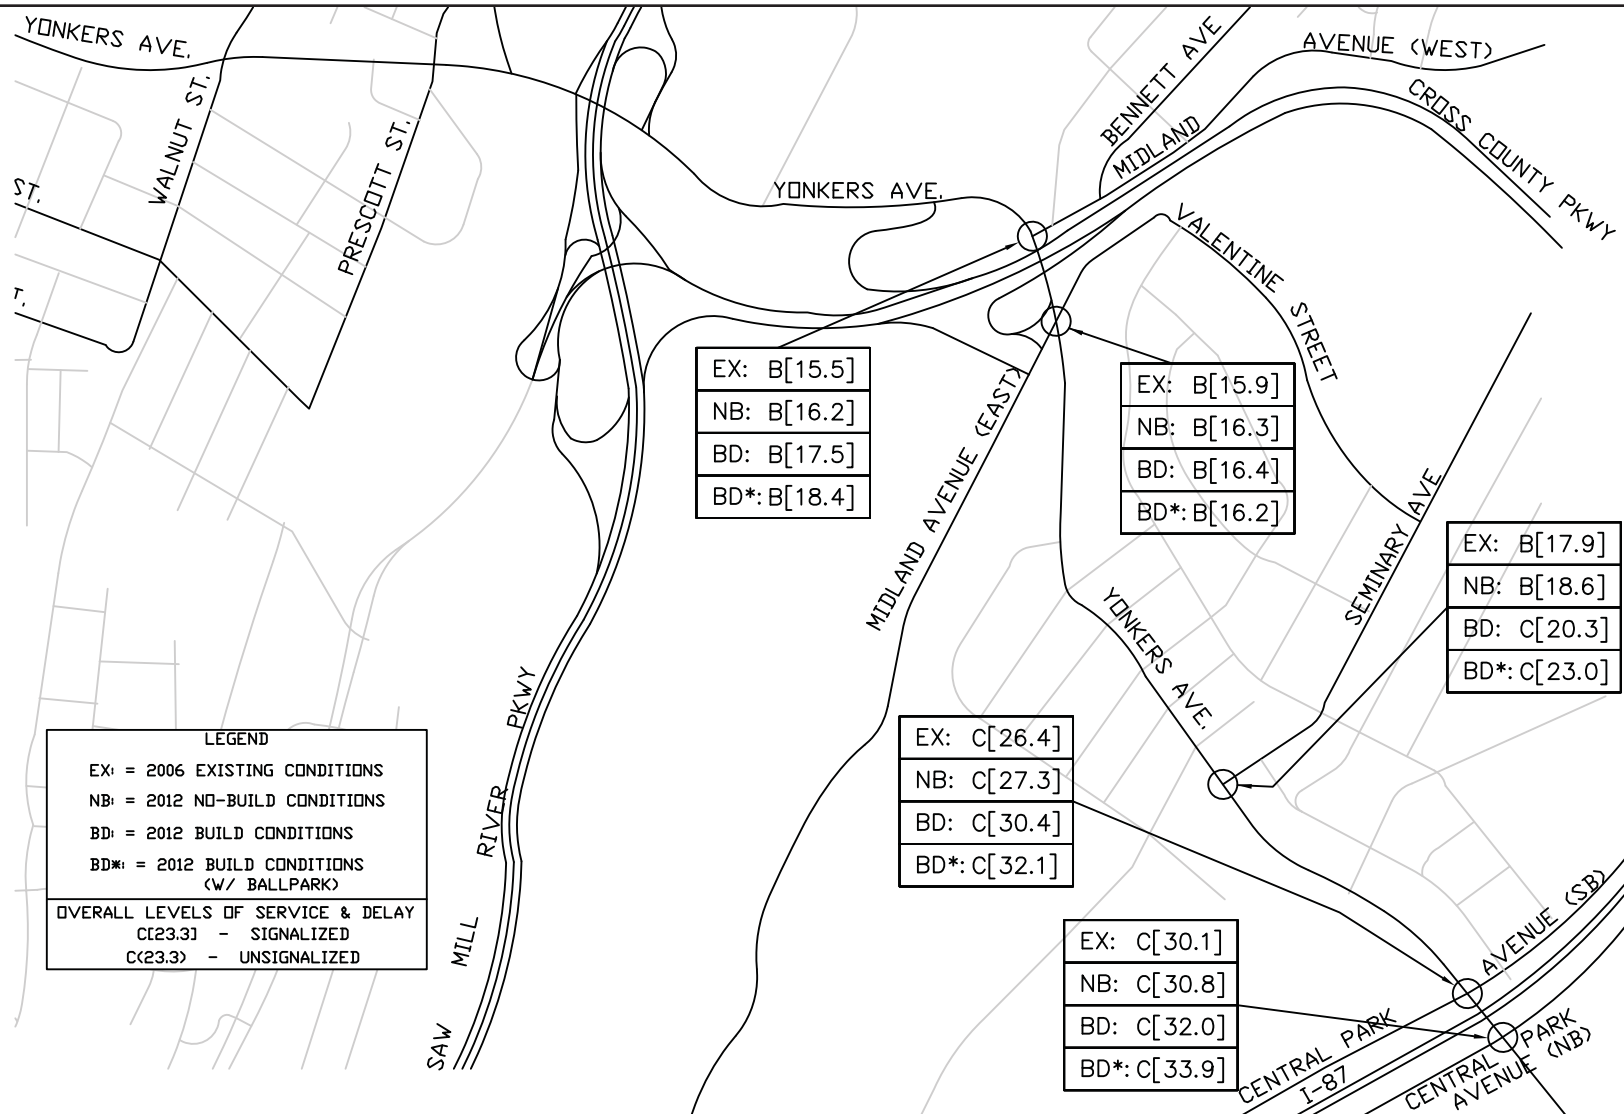 YONKERS AVE.
WALNUT ST.
PRESCOTT ST.
ST.
T.
YONKERS AVE.
BENNETT AVE
MIDLAND
AVENUE (WEST)
CROSS COUNTY PKWY
VALENTINE STREET
EX: B[15.5]
NB: B[16.2]
BD: B[17.5]
BD*: B[18.4]
EX: B[15.9]
NB: B[16.3]
BD: B[16.4]
BD*: B[16.2]
MIDLAND AVENUE (EAST)
SEMINARY AVE
EX: B[17.9]
NB: B[18.6]
BD: C[20.3]
BD*: C[23.0]
YONKERS AVE.
EX: C[26.4]
NB: C[27.3]
BD: C[30.4]
BD*: C[32.1]
EX: C[30.1]
NB: C[30.8]
BD: C[32.0]
BD*: C[33.9]
SAW MILL RIVER PKWY
CENTRAL PARK
AVENUE (SB)
I-87
CENTRAL PARK
AVENUE (NB)
LEGEND
EX: = 2006 EXISTING CONDITIONS
NB: = 2012 NO-BUILD CONDITIONS
BD: = 2012 BUILD CONDITIONS
BD*: = 2012 BUILD CONDITIONS
(W/ BALLPARK)
OVERALL LEVELS OF SERVICE & DELAY
C[23.3] - SIGNALIZED
C(23.3) - UNSIGNALIZED